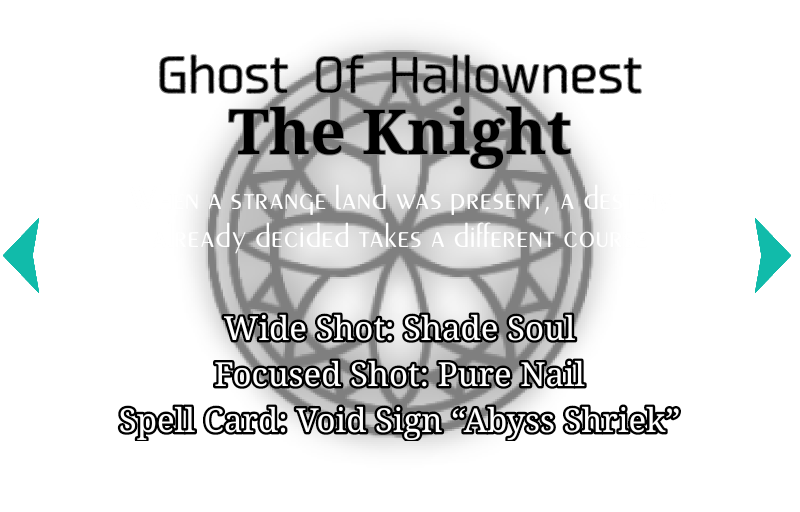 Ghost Of Hallownest
The Knight
N A STRANGE land WAS PRESENT, A
decided TAKES A different
Wide Shot: Shade Soul
Focused Shot: Pure Nail
Spell Card: Void Sign “Abyss Shriek”